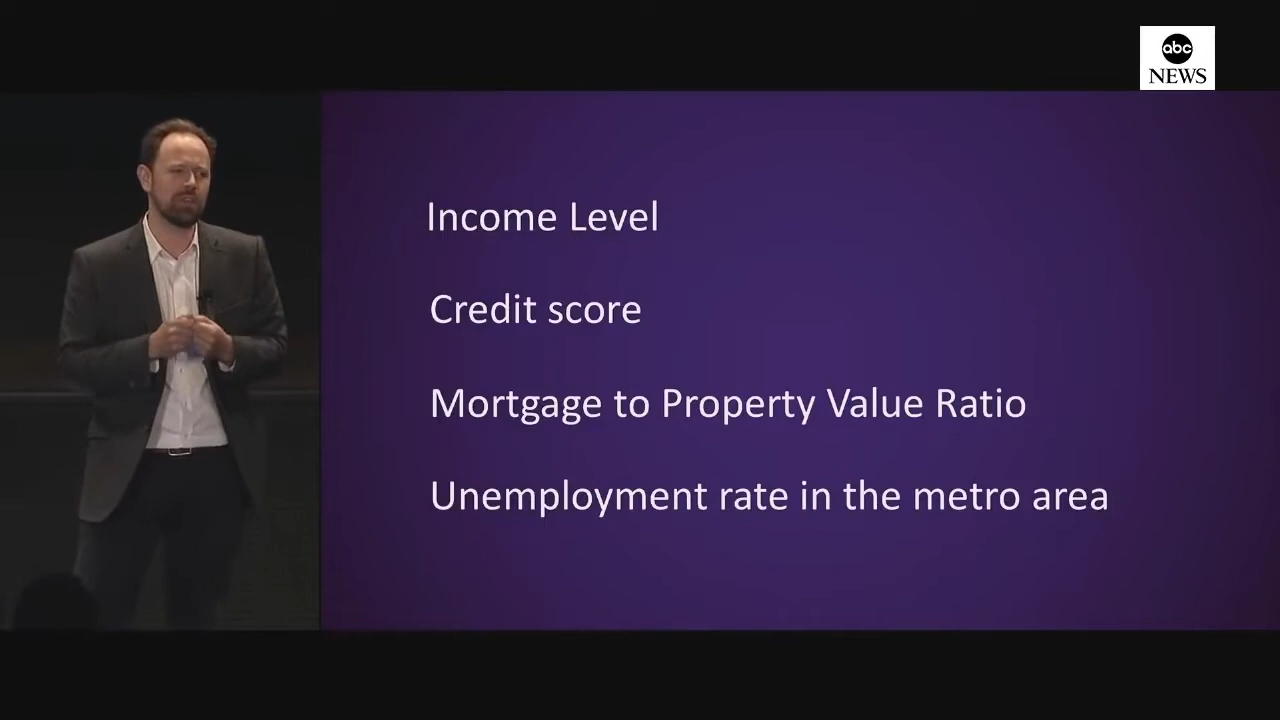 abc
NEWS
Income Level
Credit score
Mortgage to Property Value Ratio
Unemployment rate in the metro area